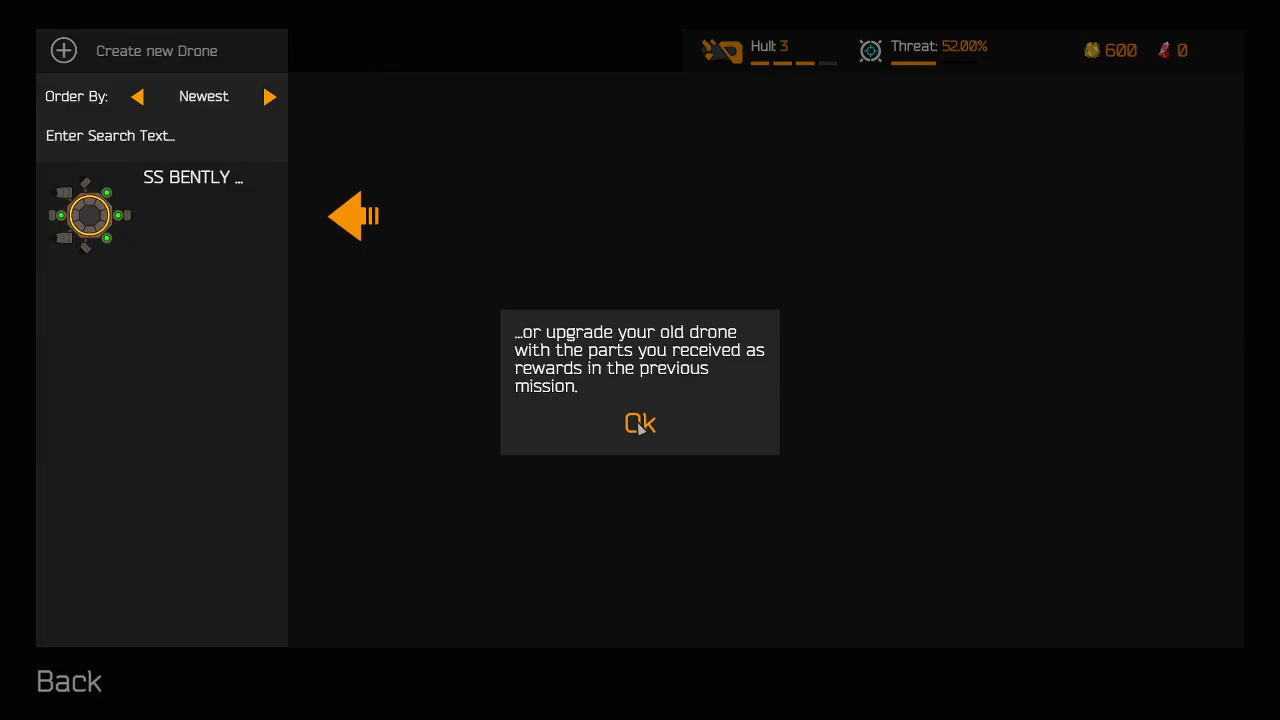 Create new Drone
Hull: 3
Threat: 52.00%
600
0
Order By:
Newest
Enter Search Text...
SS BENTLY ...
...or upgrade your old drone
with the parts you received as
rewards in the previous
mission.
Ok
Back